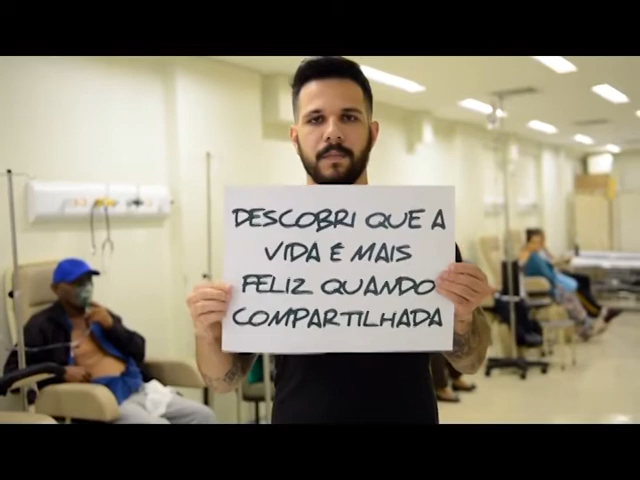 DESCOBRI QUE A
VIDA É MAIS
FELIZ QUANDO
COMPARTILHADA